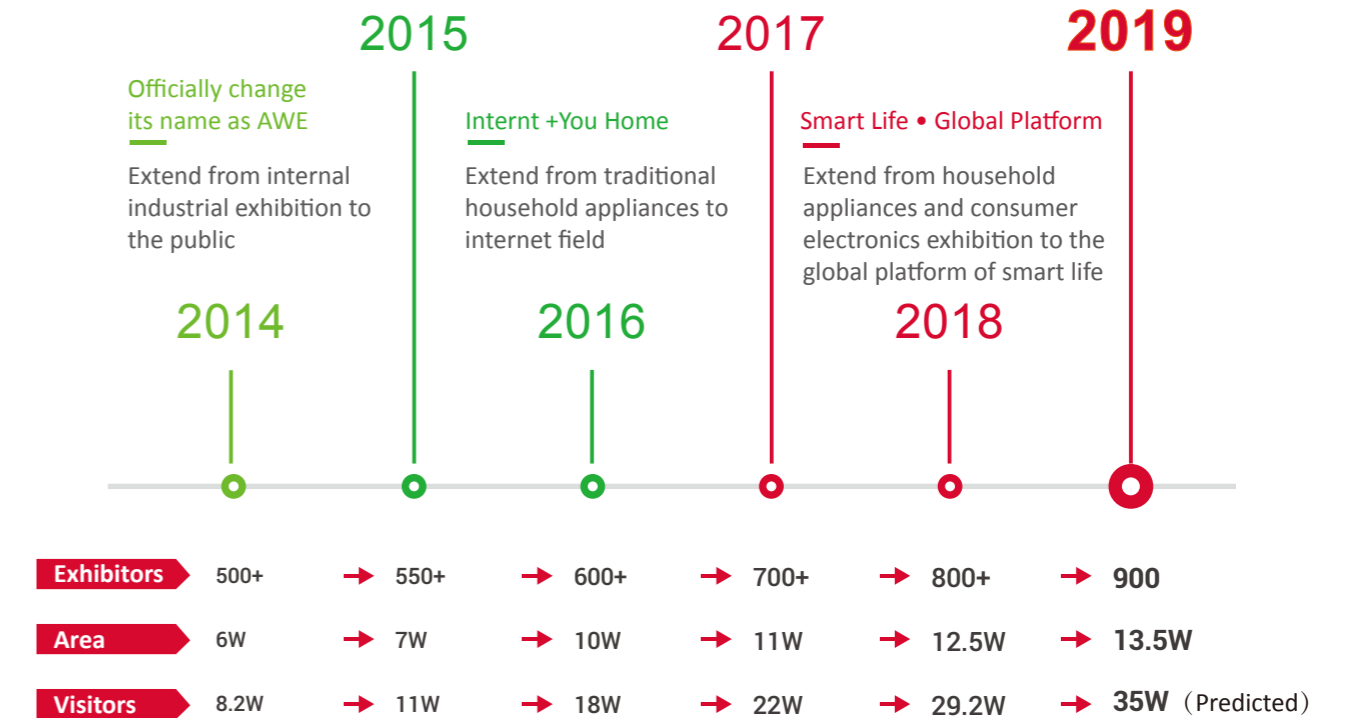 2015
2017
2019
Officially change
its name as AWE
Extend from internal
industrial exhibition to
the public
Internt +You Home
Extend from traditional
household appliances to
internet field
Smart Life • Global Platform
Extend from household
appliances and consumer
electronics exhibition to the
global platform of smart life
2014
2016
2018
Exhibitors 500+ 550+ 600+ 700+ 800+ 900
Area 6W 7W 10W 11W 12.5W 13.5W
Visitors 8.2W 11W 18W 22W 29.2W 35W（Predicted）